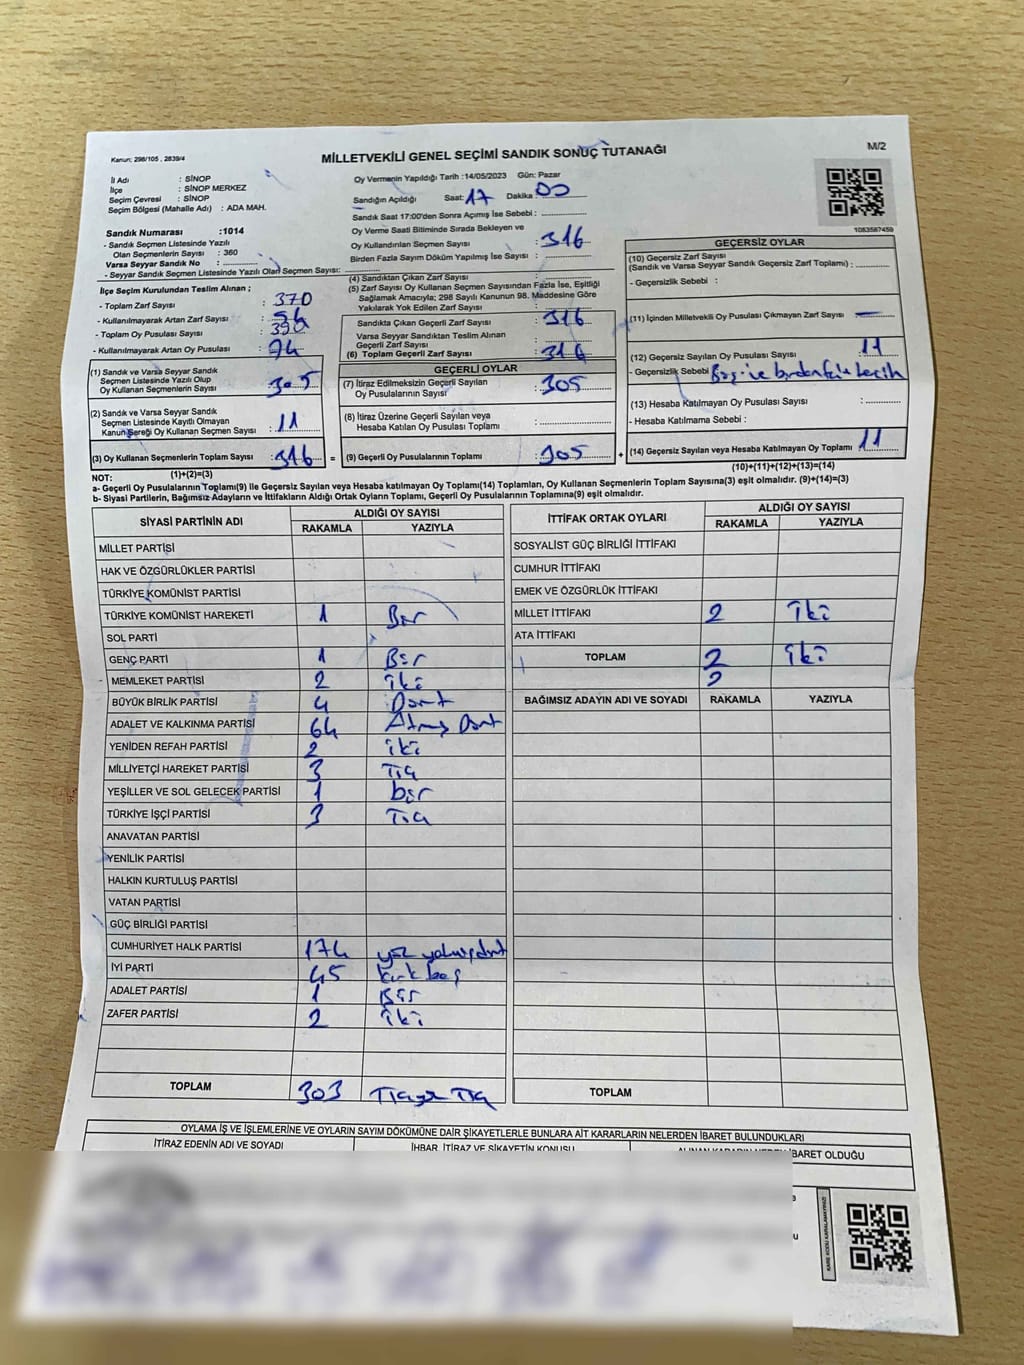 Kanun: 298/105 , 2839/4
MİLLETVEKİLİ GENEL SEÇİMİ SANDIK SONUÇ TUTANAĞI
M/2
İl Adı : SİNOP
İlçe : SİNOP MERKEZ
Seçim Çevresi : SİNOP
Seçim Bölgesi (Mahalle Adı) : ADA MAH.
Sandık Numarası :1014
- Sandık Seçmen Listesinde Yazılı
Olan Seçmenlerin Sayısı : 360
Varsa Seyyar Sandık No :
- Seyyar Sandık Seçmen Listesinde Yazılı Olan Seçmen Sayısı:
Oy Vermenin Yapıldığı Tarih :14/05/2023 Gün: Pazar
Sandığın Açıldığı Saat: 17 Dakika: 00
Sandık Saat 17:00'den Sonra Açımış İse Sebebi :
Oy Verme Saati Bitiminde Sırada Bekleyen ve
Oy Kullandırılan Seçmen Sayısı : 316
Birden Fazla Sayım Döküm Yapılmış İse Sayısı :
1083587459
İlçe Seçim Kurulundan Teslim Alınan ;
- Toplam Zarf Sayısı : 370
- Kullanılmayarak Artan Zarf Sayısı : 54
- Toplam Oy Pusulası Sayısı : 390
- Kullanılmayarak Artan Oy Pusulası : 74
(4) Sandıktan Çıkan Zarf Sayısı :
(5) Zarf Sayısı Oy Kullanan Seçmen Sayısından Fazla İse, Eşitliği
Sağlamak Amacıyla; 298 Sayılı Kanunun 98. Maddesine Göre
Yakılarak Yok Edilen Zarf Sayısı :
Sandıkta Çıkan Geçerli Zarf Sayısı : 316
Varsa Seyyar Sandıktan Teslim Alınan
Geçerli Zarf Sayısı :
(6) Toplam Geçerli Zarf Sayısı : 316
GEÇERSİZ OYLAR
(10) Geçersiz Zarf Sayısı
(Sandık ve Varsa Seyyar Sandık Geçersiz Zarf Toplamı) :
- Geçersizlik Sebebi :
(11) İçinden Milletvekili Oy Pusulası Çıkmayan Zarf Sayısı : —
(12) Geçersiz Sayılan Oy Pusulası Sayısı : 11
- Geçersizlik Sebebi : Boş ve birden
(13) Hesaba Katılmayan Oy Pusulası Sayısı :
- Hesaba Katılmama Sebebi :
(14) Geçersiz Sayılan veya Hesaba Katılmayan Oy Toplamı : 11
(10)+(11)+(12)+(13)=(14)
(1) Sandık ve Varsa Seyyar Sandık
Seçmen Listesinde Yazılı Olup
Oy Kullanan Seçmenlerin Sayısı : 305
(2) Sandık ve Varsa Seyyar Sandık
Seçmen Listesinde Kayıtlı Olmayan
Kanun Gereği Oy Kullanan Seçmen Sayısı : 11
(3) Oy Kullanan Seçmenlerin Toplam Sayısı : 316 =
(1)+(2)=(3)
GEÇERLİ OYLAR
(7) İtiraz Edilmeksizin Geçerli Sayılan
Oy Pusulalarının Sayısı : 305
(8) İtiraz Üzerine Geçerli Sayılan veya
Hesaba Katılan Oy Pusulası Toplamı :
(9) Geçerli Oy Pusulalarının Toplamı : 305 +
NOT:
a- Geçerli Oy Pusulalarının Toplamı(9) ile Geçersiz Sayılan veya Hesaba Katılmayan Oy Pusulası Toplamı(14) Toplamları, Oy Kullanan Seçmenlerin Toplam Sayısına(3) eşit olmalıdır. (9)+(14)=(3)
b- Siyasi Partilerin, Bağımsız Adayların ve İttifakların Aldığı Ortak Oyların Toplamı, Geçerli Oy Pusulalarının Toplamına(9) eşit olmalıdır.
SİYASİ PARTİNİN ADI ALDIĞI OY SAYISI
RAKAMLA YAZIYLA
MİLLET PARTİSİ
HAK VE ÖZGÜRLÜKLER PARTİSİ
TÜRKİYE KOMÜNİST PARTİSİ
TÜRKİYE KOMÜNİST HAREKETİ 1 Bir
SOL PARTİ
GENÇ PARTİ 1 Bir
MEMLEKET PARTİSİ 2 iki
BÜYÜK BİRLİK PARTİSİ 4 Dört
ADALET VE KALKINMA PARTİSİ 64 Atmış Dört
YENİDEN REFAH PARTİSİ 2 iki
MİLLİYETÇİ HAREKET PARTİSİ 3
YEŞİLLER VE SOL GELECEK PARTİSİ 1 bir
TÜRKİYE İŞÇİ PARTİSİ 3
ANAVATAN PARTİSİ
YENİLİK PARTİSİ
HALKIN KURTULUŞ PARTİSİ
VATAN PARTİSİ
GÜÇ BİRLİĞİ PARTİSİ
CUMHURİYET HALK PARTİSİ 174 yüz
İYİ PARTİ 45 kırk beş
ADALET PARTİSİ 1 Bir
ZAFER PARTİSİ 2 iki
TOPLAM 303
İTTİFAK ORTAK OYLARI ALDIĞI OY SAYISI
RAKAMLA YAZIYLA
SOSYALİST GÜÇ BİRLİĞİ İTTİFAKI
CUMHUR İTTİFAKI
EMEK VE ÖZGÜRLÜK İTTİFAKI
MİLLET İTTİFAKI 2 iki
ATA İTTİFAKI
TOPLAM 2 iki
2
BAĞIMSIZ ADAYIN ADI VE SOYADI RAKAMLA YAZIYLA
TOPLAM
OYLAMA İŞ VE İŞLEMLERİNE VE OYLARIN SAYIM DÖKÜMÜNE DAİR ŞİKAYETLERLE BUNLARA AİT KARARLARIN NELERDEN İBARET BULUNDUKLARI
İTİRAZ EDENİN ADI VE SOYADI
İHBAR, İTİRAZ VE ŞİKAYETİN KONUSU
ALINAN KARARIN NEDEN İBARET OLDUĞU
KARE KODU KARALAMAYINIZ!